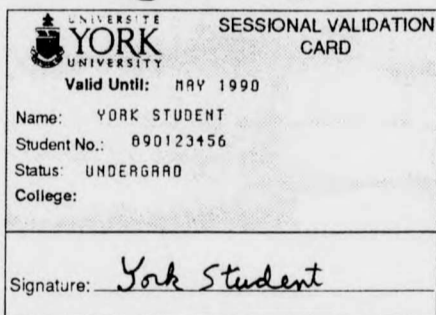 UNIVERSITÉ
YORK
UNIVERSITY
SESSIONAL VALIDATION
CARD
Valid Until: MAY 1990
Name: YORK STUDENT
Student No.: 890123456
Status: UNDERGRAD
College:
Signature: York Student